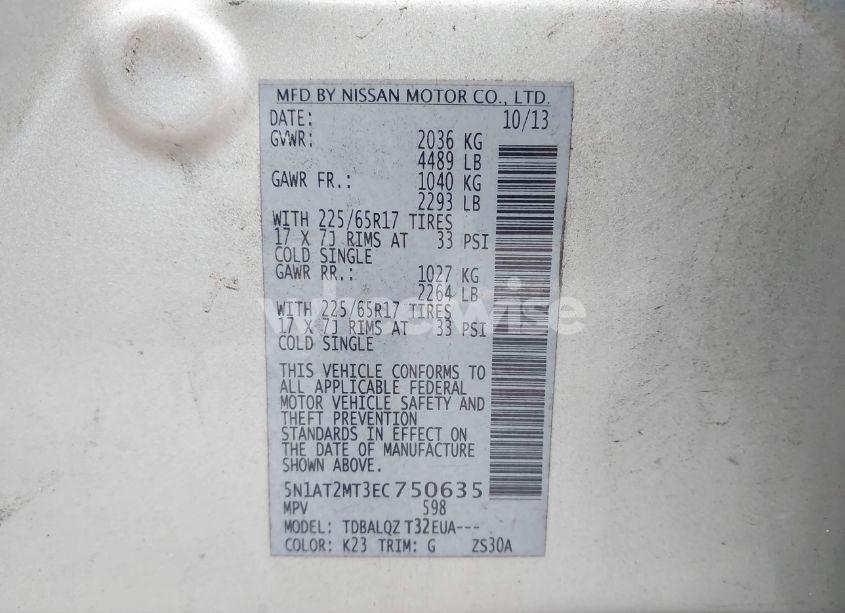 MFD BY NISSAN MOTOR CO., LTD.
DATE: 10/13
GVWR: 2036 KG
4489 LB
GAWR FR.: 1040 KG
2293 LB
WITH 225/65R17 TIRES
17 X 7J RIMS AT 33 PSI
COLD SINGLE
GAWR RR.: 1027 KG
2264 LB
WITH 225/65R17 TIRES
17 X 7J RIMS AT 33 PSI
COLD SINGLE
THIS VEHICLE CONFORMS TO
ALL APPLICABLE FEDERAL
MOTOR VEHICLE SAFETY AND
THEFT PREVENTION
STANDARDS IN EFFECT ON
THE DATE OF MANUFACTURE
SHOWN ABOVE.
5N1AT2MT3EC750635
MPV 598
MODEL: TDBALQZ T32EUA---
COLOR: K23 TRIM: G ZS30A